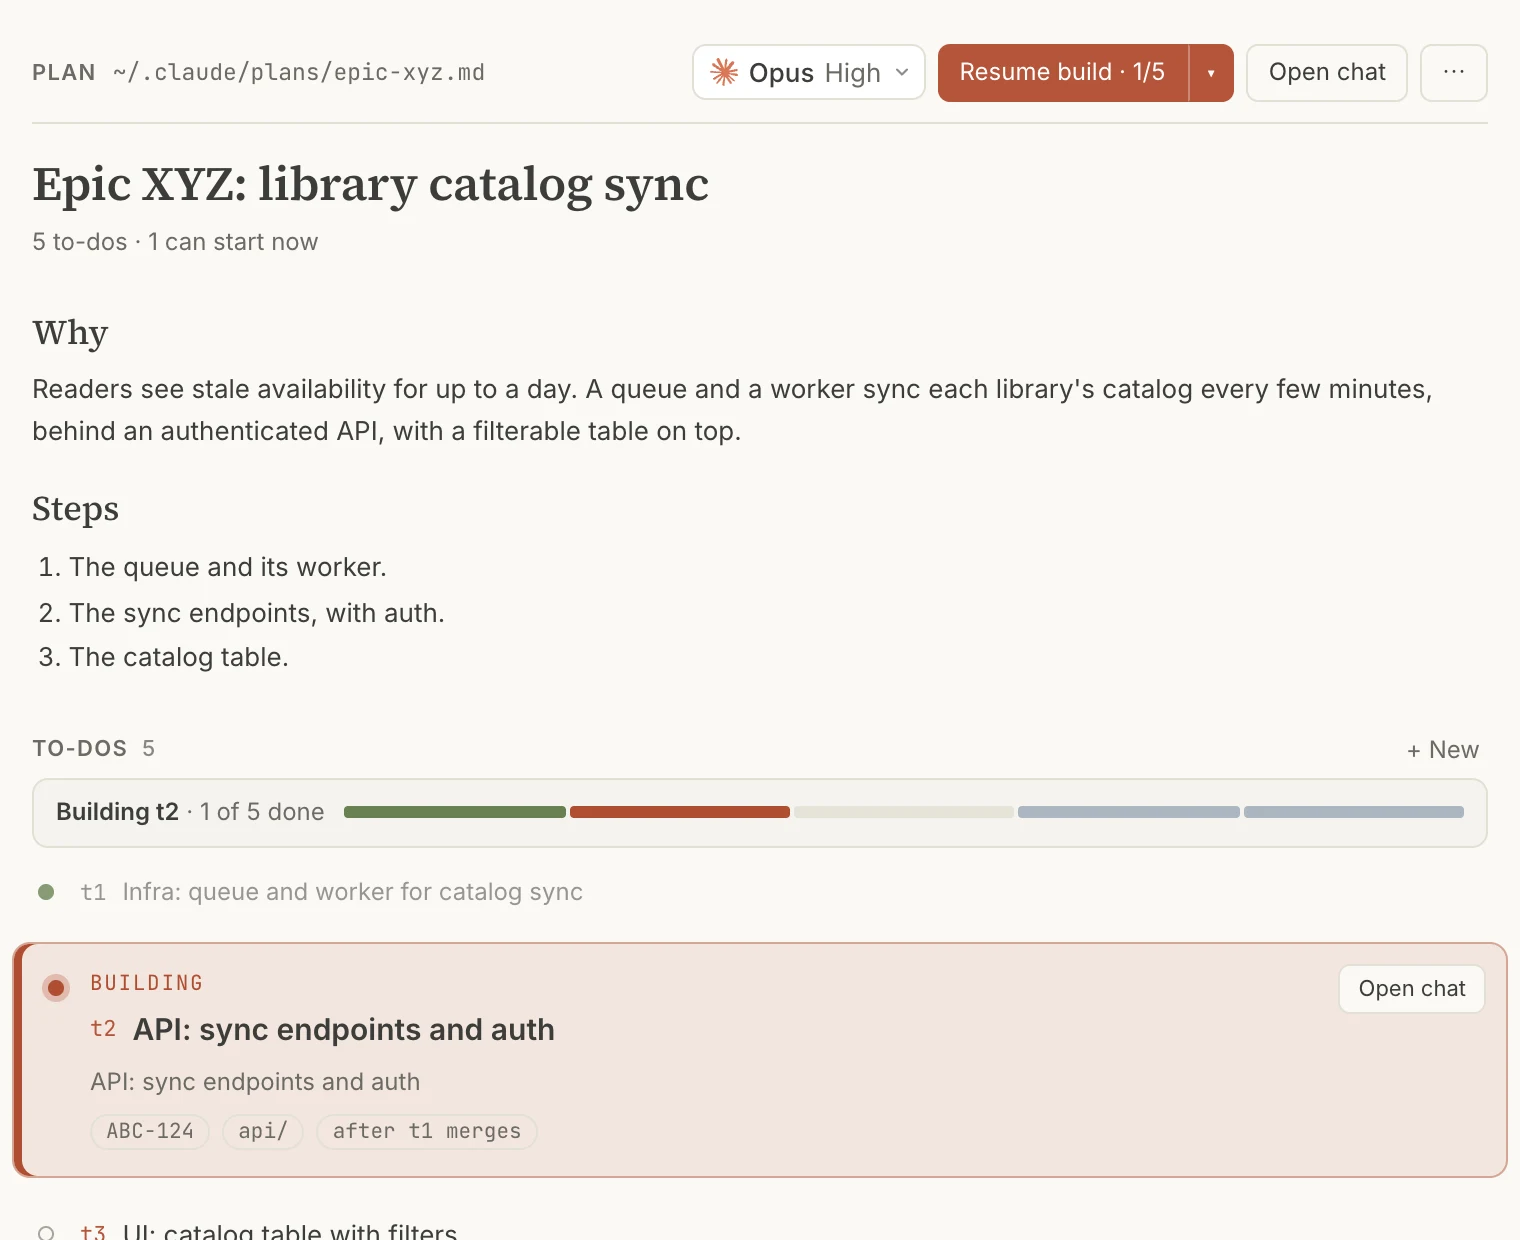 PLAN ~/.claude/plans/epic-xyz.md
Opus High
Resume build · 1/5
Open chat
···
Epic XYZ: library catalog sync
5 to-dos · 1 can start now
Why
Readers see stale availability for up to a day. A queue and a worker sync each library's catalog every few minutes,
behind an authenticated API, with a filterable table on top.
Steps
1. The queue and its worker.
2. The sync endpoints, with auth.
3. The catalog table.
TO-DOS 5
+ New
Building t2 · 1 of 5 done
t1 Infra: queue and worker for catalog sync
BUILDING
Open chat
t2 API: sync endpoints and auth
API: sync endpoints and auth
ABC-124 api/ after t1 merges
t3 UI: catalog table with filters